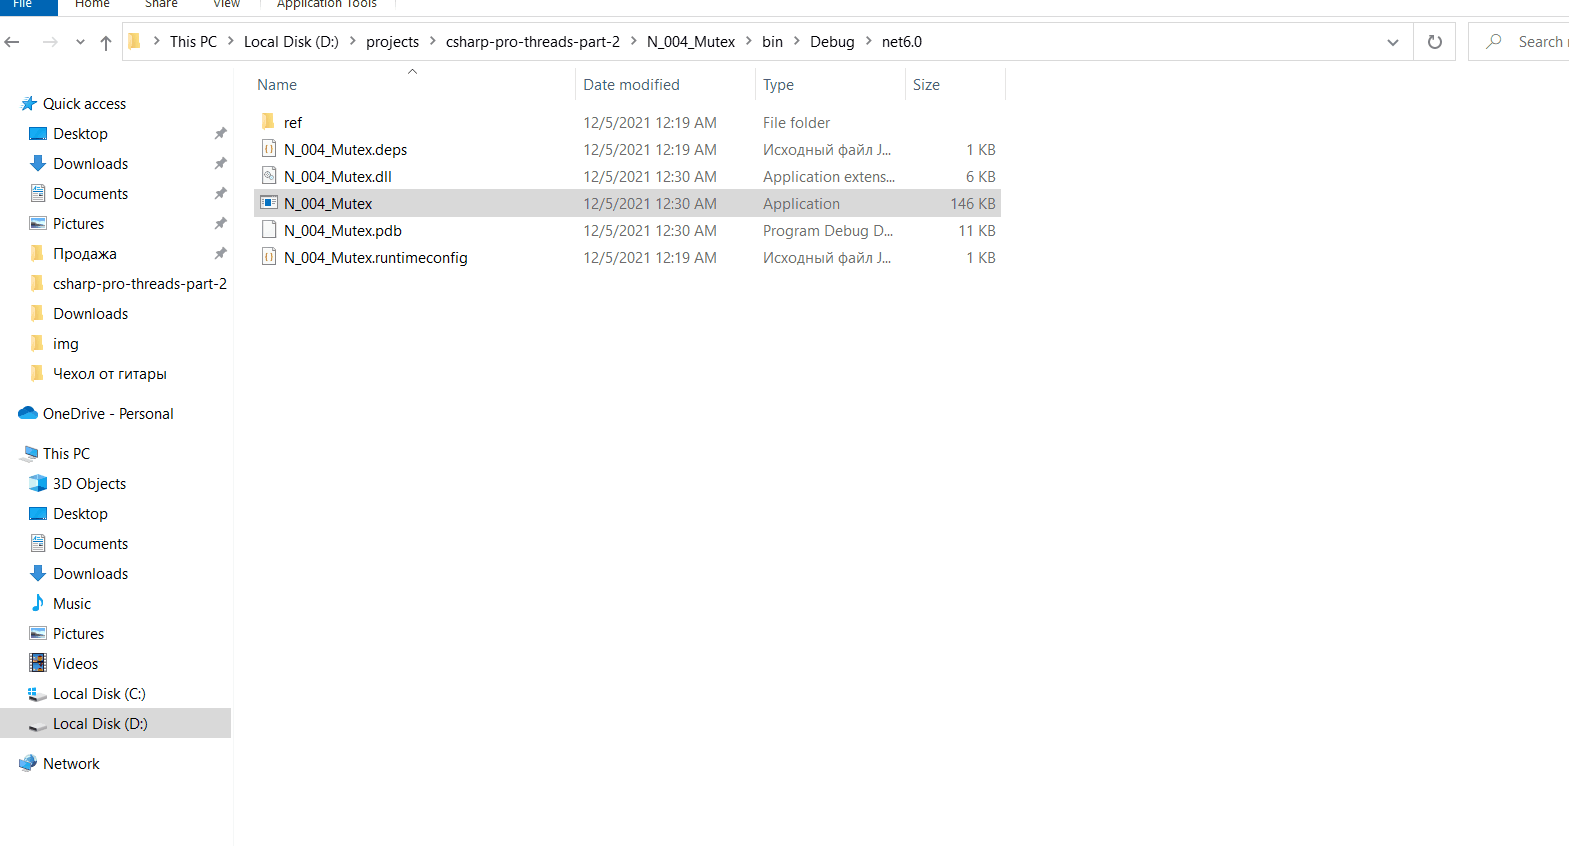 File Home Share View Application Tools
This PC Local Disk (D:) projects csharp-pro-threads-part-2 N_004_Mutex bin Debug net6.0 Search
Name Date modified Type Size
Quick access
Desktop
Downloads
Documents
Pictures
Продажа
csharp-pro-threads-part-2
Downloads
img
Чехол от гитары
OneDrive - Personal
This PC
3D Objects
Desktop
Documents
Downloads
Music
Pictures
Videos
Local Disk (C:)
Local Disk (D:)
Network
ref 12/5/2021 12:19 AM File folder
N_004_Mutex.deps 12/5/2021 12:19 AM Исходный файл J... 1 KB
N_004_Mutex.dll 12/5/2021 12:30 AM Application extens... 6 KB
N_004_Mutex 12/5/2021 12:30 AM Application 146 KB
N_004_Mutex.pdb 12/5/2021 12:30 AM Program Debug D... 11 KB
N_004_Mutex.runtimeconfig 12/5/2021 12:19 AM Исходный файл J... 1 KB